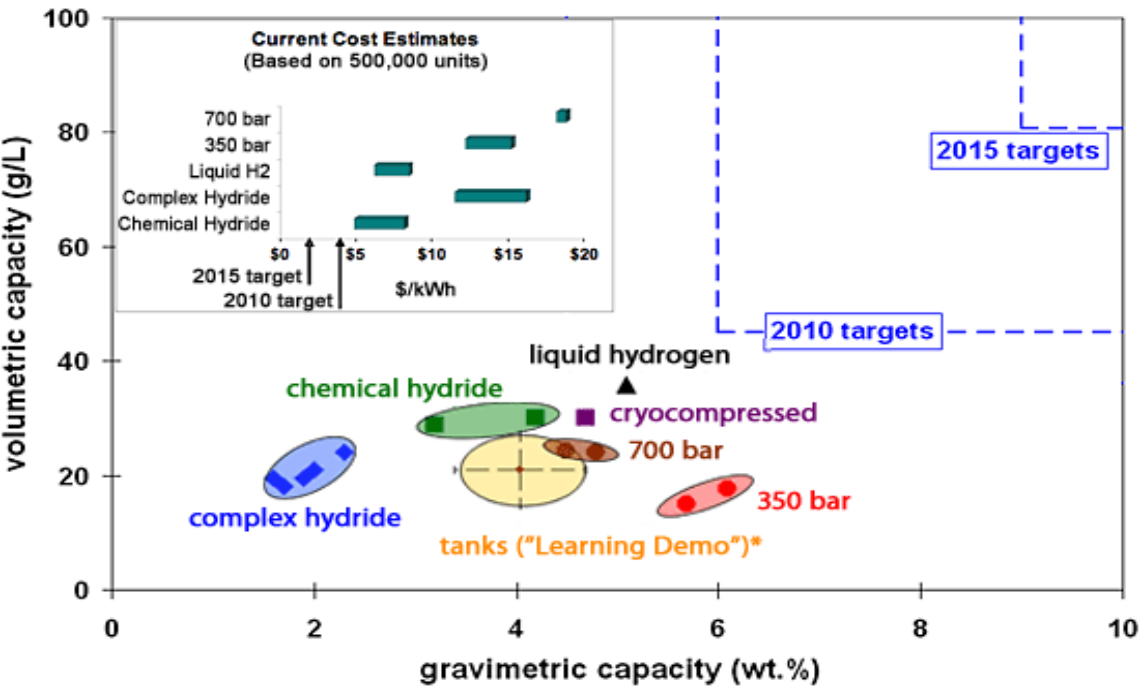 100
80
60
40
20
0
volumetric capacity (g/L)
Current Cost Estimates
(Based on 500,000 units)
700 bar
350 bar
Liquid H2
Complex Hydride
Chemical Hydride
$0 $5 $10 $15 $20
2015 target
2010 target
$/kWh
2015 targets
2010 targets
liquid hydrogen
chemical hydride
cryocompressed
700 bar
350 bar
complex hydride
tanks ("Learning Demo")*
0 2 4 6 8 10
gravimetric capacity (wt.%)